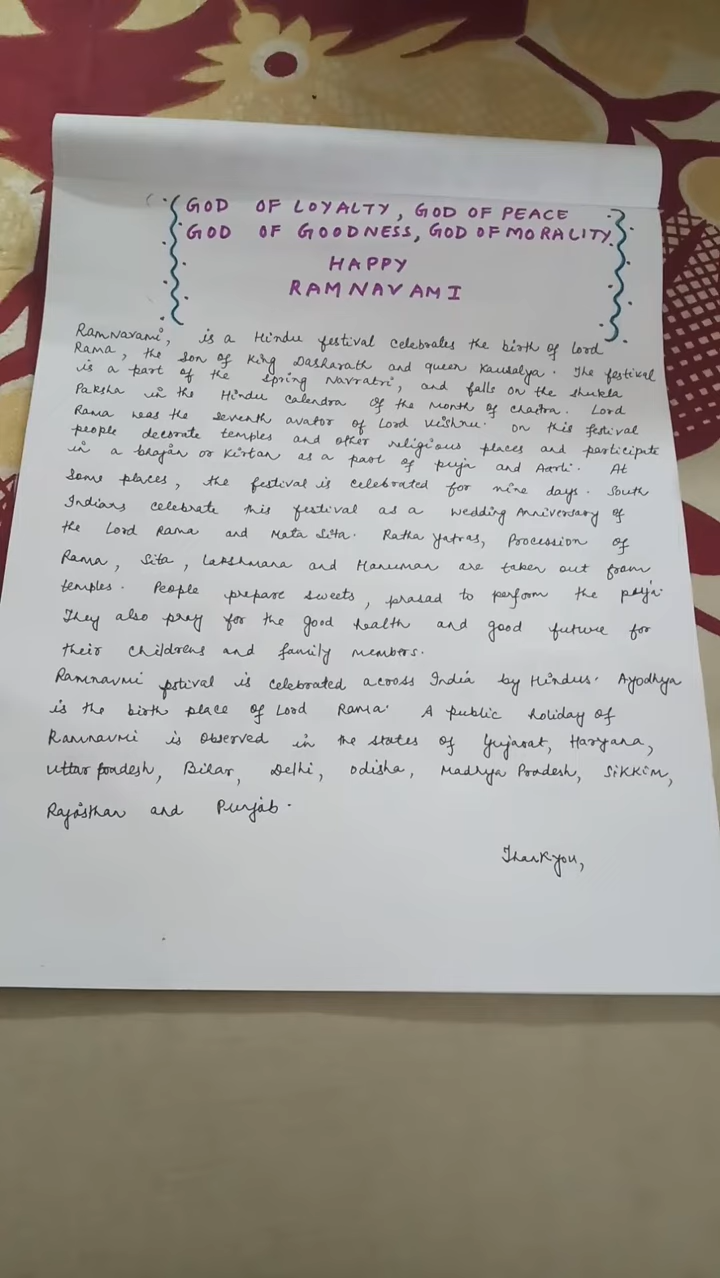 GOD OF LOYALTY, GOD OF PEACE
GOD OF GOODNESS, GOD OF MORALITY
HAPPY
RAMNAVAMI
RamNavami, is a Hindu festival celebrates the birth of Lord
Rama, the son of King Dasharath and queen Kausalya. The festival
is a part of the spring Navratri, and falls on the shukla
Paksha in the Hindu calendra of the month of chaitra. Lord
Rama was the seventh avator of Lord Vishnu. on this festival
people decorate temples and other religious places and participate
in a bhajan or Kirtan as a part of puja and Aarti. At
some places, the festival is celebrated for nine days. South
Indians celebrate this festival as a wedding Anniversary of
the Lord Rama and Mata Sita. Ratha yatras, Procession of
Rama, Sita, Lakshmana and Hanuman are taken out from
temples. People prepare sweets, prasad to perfom the puja.
They also pray for the good health and good future for
their childrens and family members.
Ramnavmi fstival is celebrated across India by Hindus. Ayodhya
is the birth place of Lord Rama. A public holiday of
Ramnavmi is observed in the states of Gujarat, Haryana,
Uttar pradesh, Bihar, Delhi, odisha, Madhya Pradesh, Sikkim,
Rajasthan and Punjab.
Thankyou,